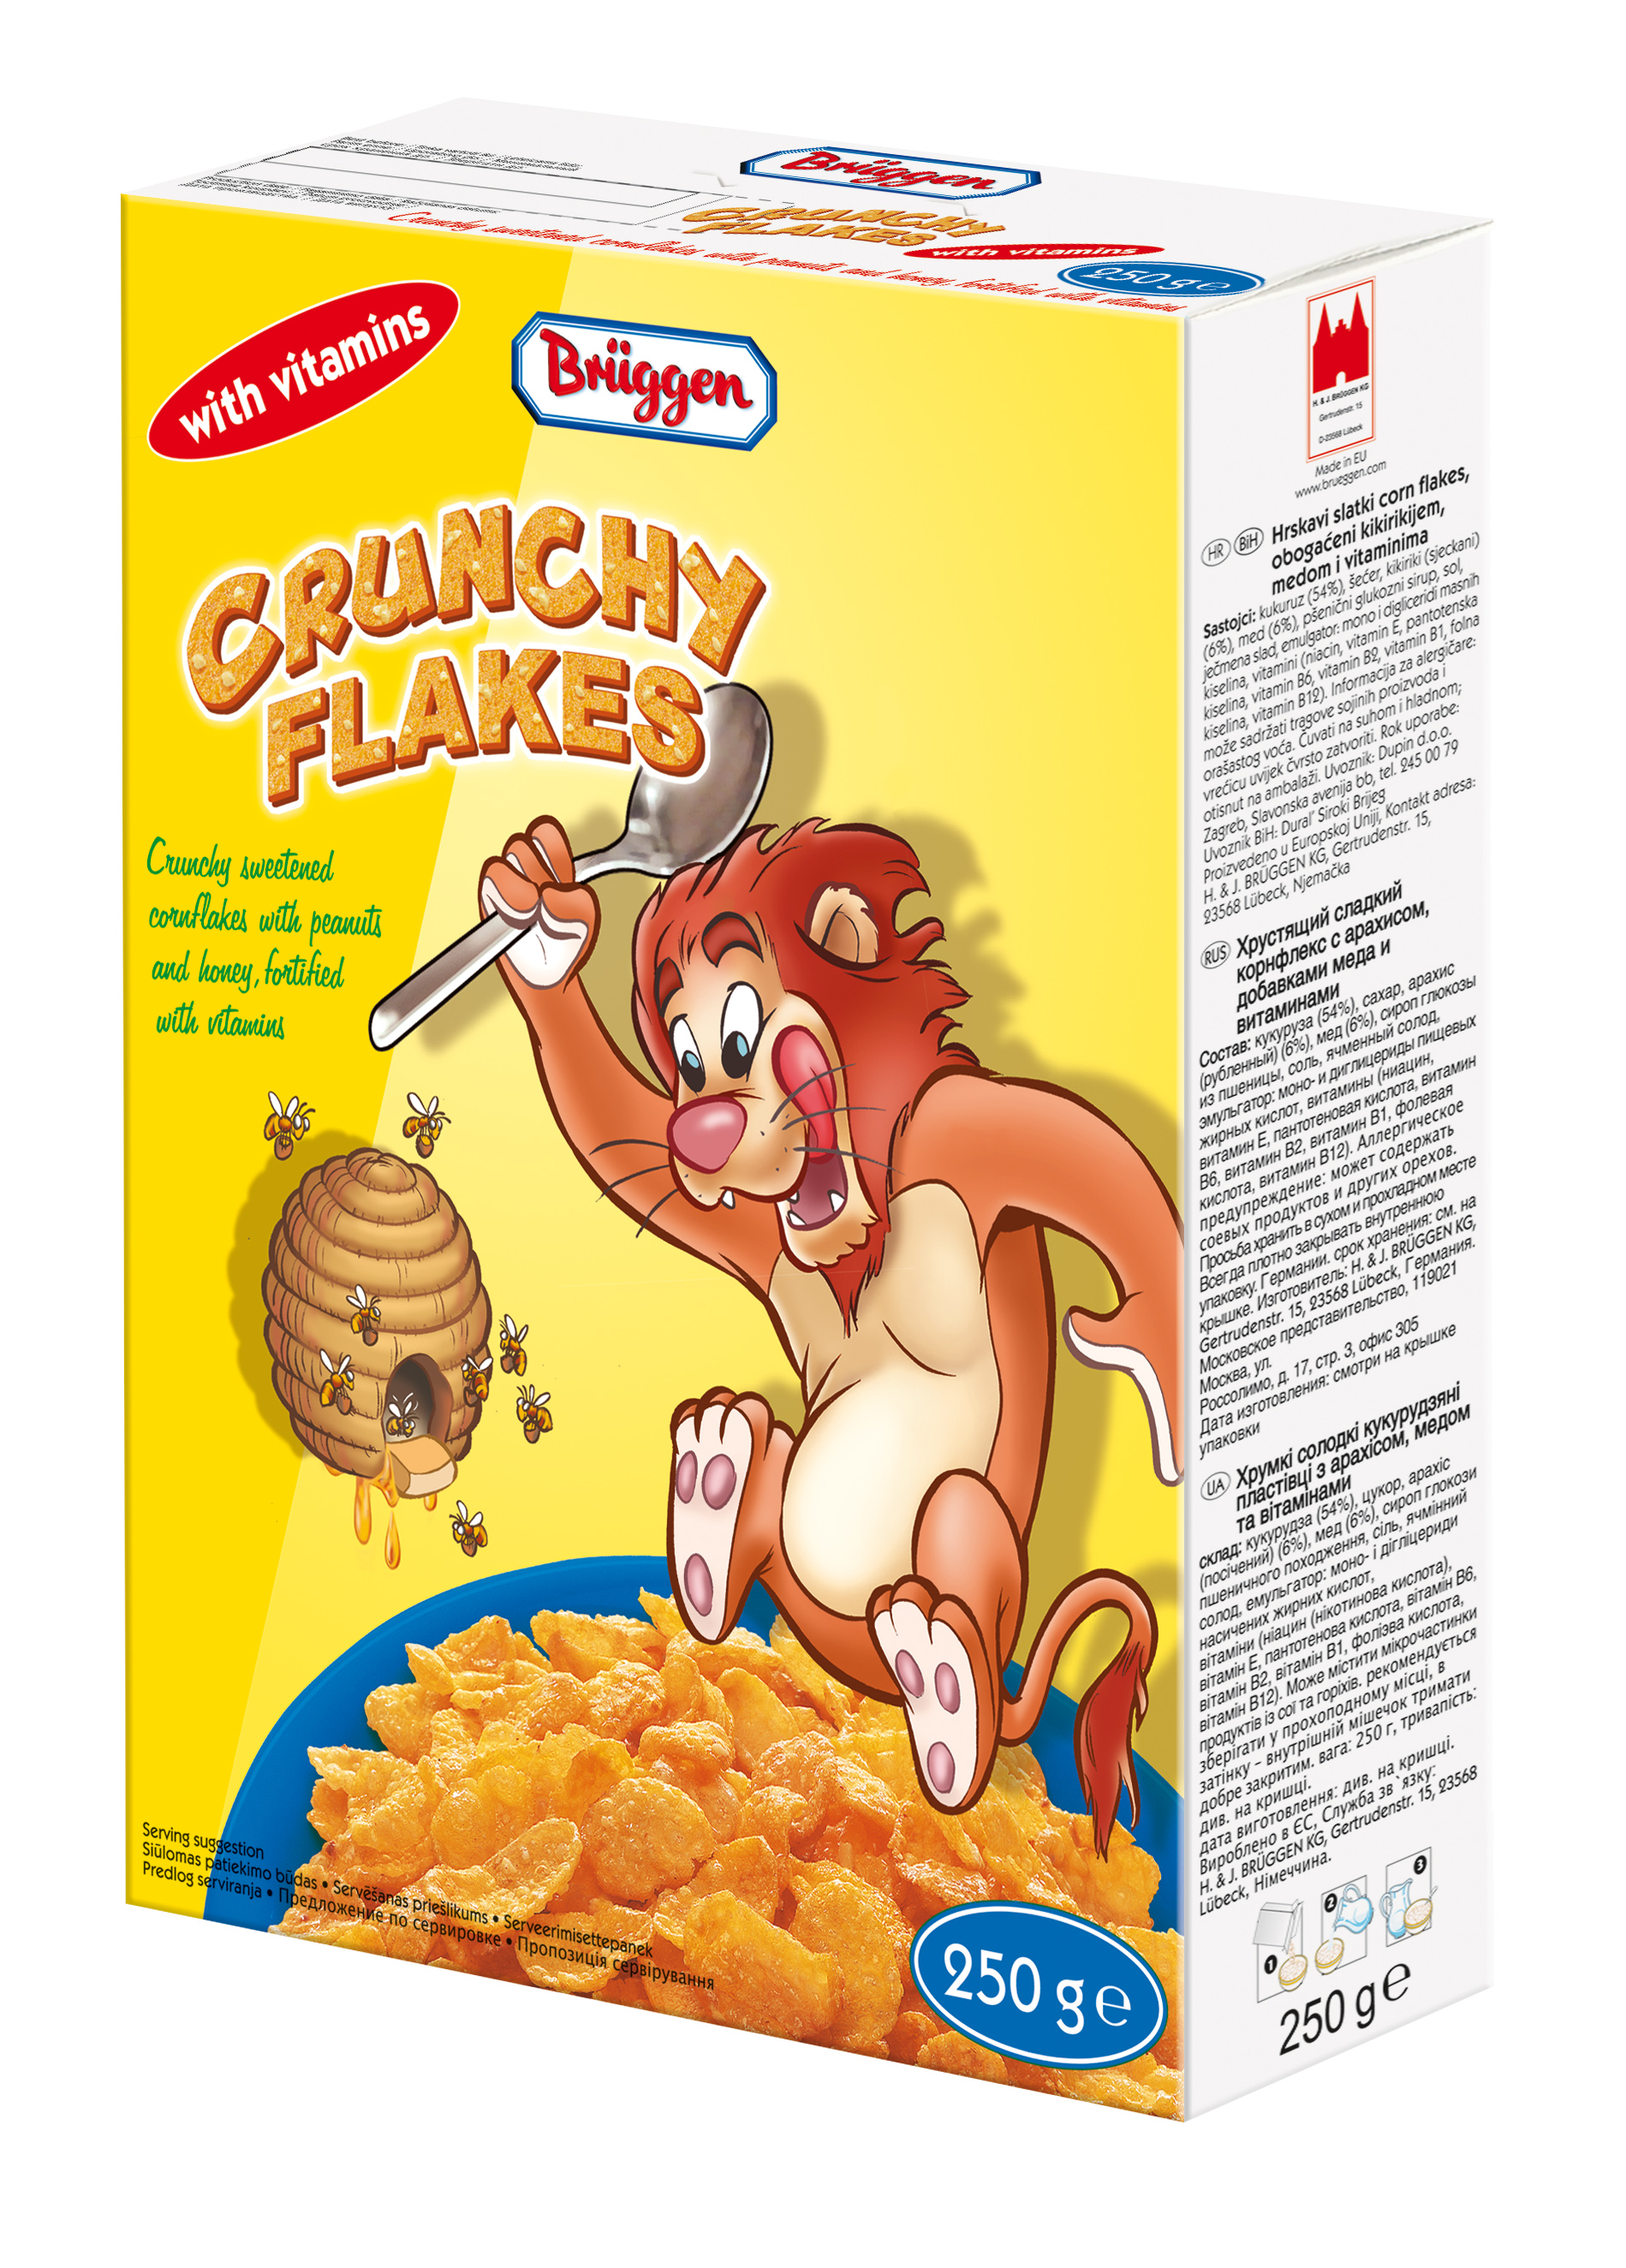 Brüggen
CRUNCHY
FLAKES
with vitamins
250 g e
Crunchy sweetened cornflakes with peanuts and honey, fortified with vitamins
with vitamins
Brüggen
CRUNCHY
FLAKES
Crunchy sweetened
cornflakes with peanuts
and honey, fortified
with vitamins
Serving suggestion
Siūlomas patiekimo būdas • Servēšanas priešlikums • Serveerimisettepanek
Predlog serviranja • Предложение по сервировке • Пропозиція сервірування
250 g e
H. & J. BRÜGGEN KG
Gertrudenstr. 15
D-23568 Lübeck
Made in EU
www.brueggen.com
HR BiH Hrskavi slatki corn flakes,
obogaćeni kikirikijem,
medom i vitaminima
Sastojci: kukuruz (54%), šećer, kikiriki (sjeckani)
(6%), med (6%), pšenični glukozni sirup, sol,
ječmena slad, emulgator: mono i digliceridi masnih
kiselina, vitamini (niacin, vitamin E, pantotenska
kiselina, vitamin B6, vitamin B2, vitamin B1, folna
kiselina, vitamin B12). Informacija za alergičare:
može sadržati tragove sojinih proizvoda i
orašastog voća. Čuvati na suhom i hladnom;
vrećicu uvijek čvrsto zatvoriti. Rok uporabe:
otisnut na ambalaži. Uvoznik: Dupin d.o.o.
Zagreb, Slavonska avenija bb, tel. 245 00 79
Uvoznik BiH: Dural' Siroki Brijeg
Proizvedeno u Europskoj Uniji, Kontakt adresa:
H. & J. BRÜGGEN KG, Gertrudenstr. 15,
23568 Lübeck, Njemačka
RUS Хрустящий сладкий
корнфлекс с арахисом,
добавками меда и
витаминами
Состав: кукуруза (54%), сахар, арахис
(рубленный) (6%), мед (6%), сироп глюкозы
из пшеницы, соль, ячменный солод,
эмульгатор: моно- и диглицериды пищевых
жирных кислот, витамины (ниацин,
витамин Е, пантотеновая кислота, витамин
B6, витамин B2, витамин B1, фолевая
кислота, витамин B12). Аллергическое
предупреждение: может содержать
соевых продуктов и других орехов.
Просьба хранить в сухом и прохладном месте
Всегда плотно закрывать внутреннюю
упаковку. Германии. срок хранения: см. на
крышке. Изготовитель: H. & J. BRÜGGEN KG,
Gertrudenstr. 15, 23568 Lübeck, Германия.
Московское представительство, 119021
Москва, ул.
Россолимо, д. 17, стр. 3, офис 305
Дата изготовления: смотри на крышке
упаковки
UA Хрумкі солодкі кукурудзяні
пластівці з арахісом, медом
та вітамінами
склад: кукурудза (54%), цукор, арахіс
(посічений) (6%), мед (6%), сироп глюкози
пшеничного походження, сіль, ячмінний
солод, емульгатор: моно- і дігліцериди
насичених жирних кислот,
вітаміни (ніацин (нікотинова кислота),
вітамін Е, пантотенова кислота, вітамін B6,
вітамін B2, вітамін B1, фолієва кислота,
вітамін B12). Може містити мікрочастинки
продуктів із сої та горіхів. рекомендується
зберігати у прохолодному місці, в
затінку – внутрішній мішечок тримати
добре закритим. вага: 250 г, тривалість:
див. на кришці.
дата виготовлення: див. на кришці.
Вироблено в ЄС, Служба зв`язку:
H. & J. BRÜGGEN KG, Gertrudenstr. 15, 23568
Lübeck, Німеччина.
1 2 3
250 g e